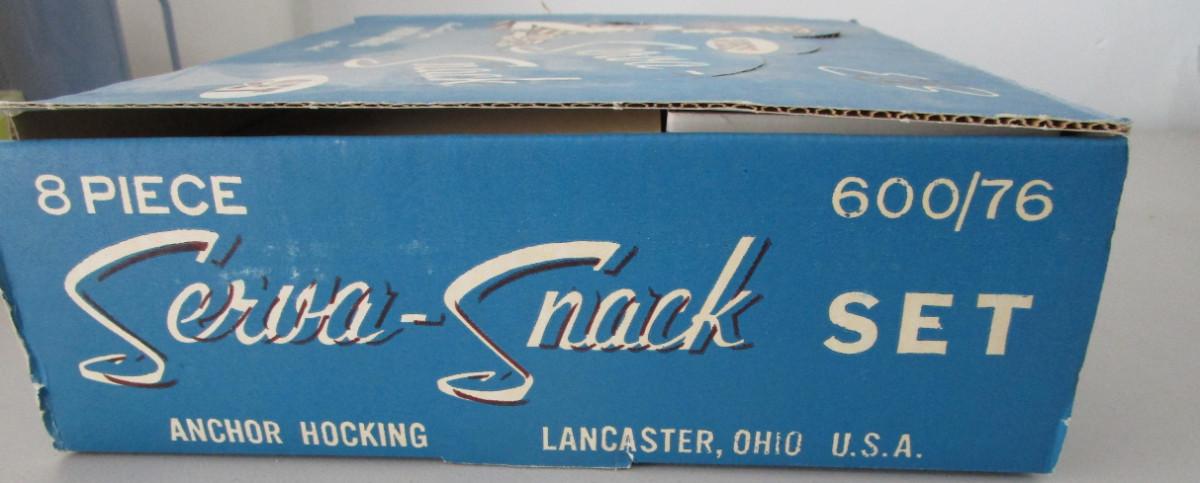 8 PIECE 600/76
Serva-Snack SET
ANCHOR HOCKING LANCASTER, OHIO U.S.A.